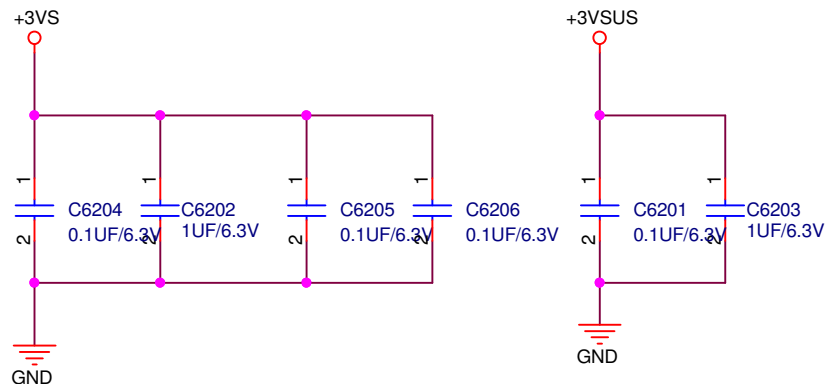 +3VS
+3VSUS
1
1
1
1
1
1
C6204
C6202
C6205
C6206
C6201
C6203
0.1UF/6.3V
1UF/6.3V
0.1UF/6.3V
0.1UF/6.3V
0.1UF/6.3V
1UF/6.3V
2
2
2
2
2
2
GND
GND